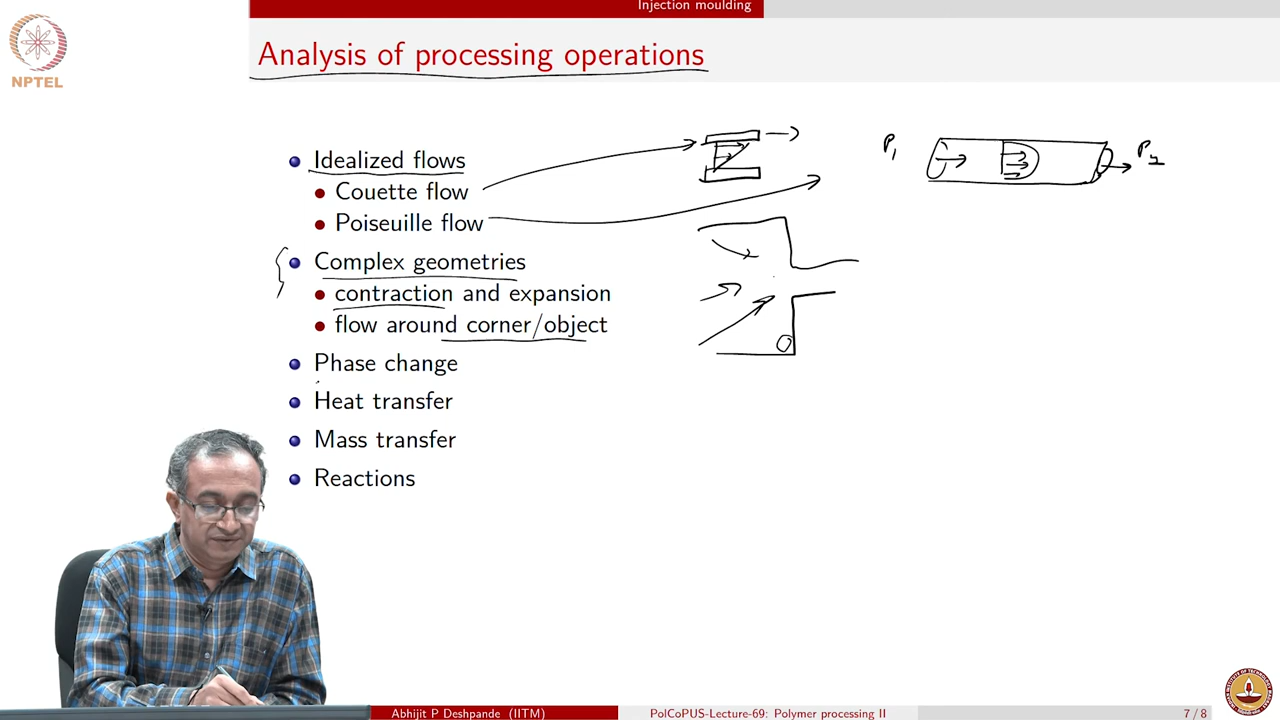 Injection moulding
NPTEL
Analysis of processing operations
Idealized flows
Couette flow
Poiseuille flow
P1
P2
Complex geometries
contraction and expansion
flow around corner/object
Phase change
Heat transfer
Mass transfer
Reactions
Abhijit P Deshpande (IITM)
PolCoPUS-Lecture-69: Polymer processing II
7 / 8